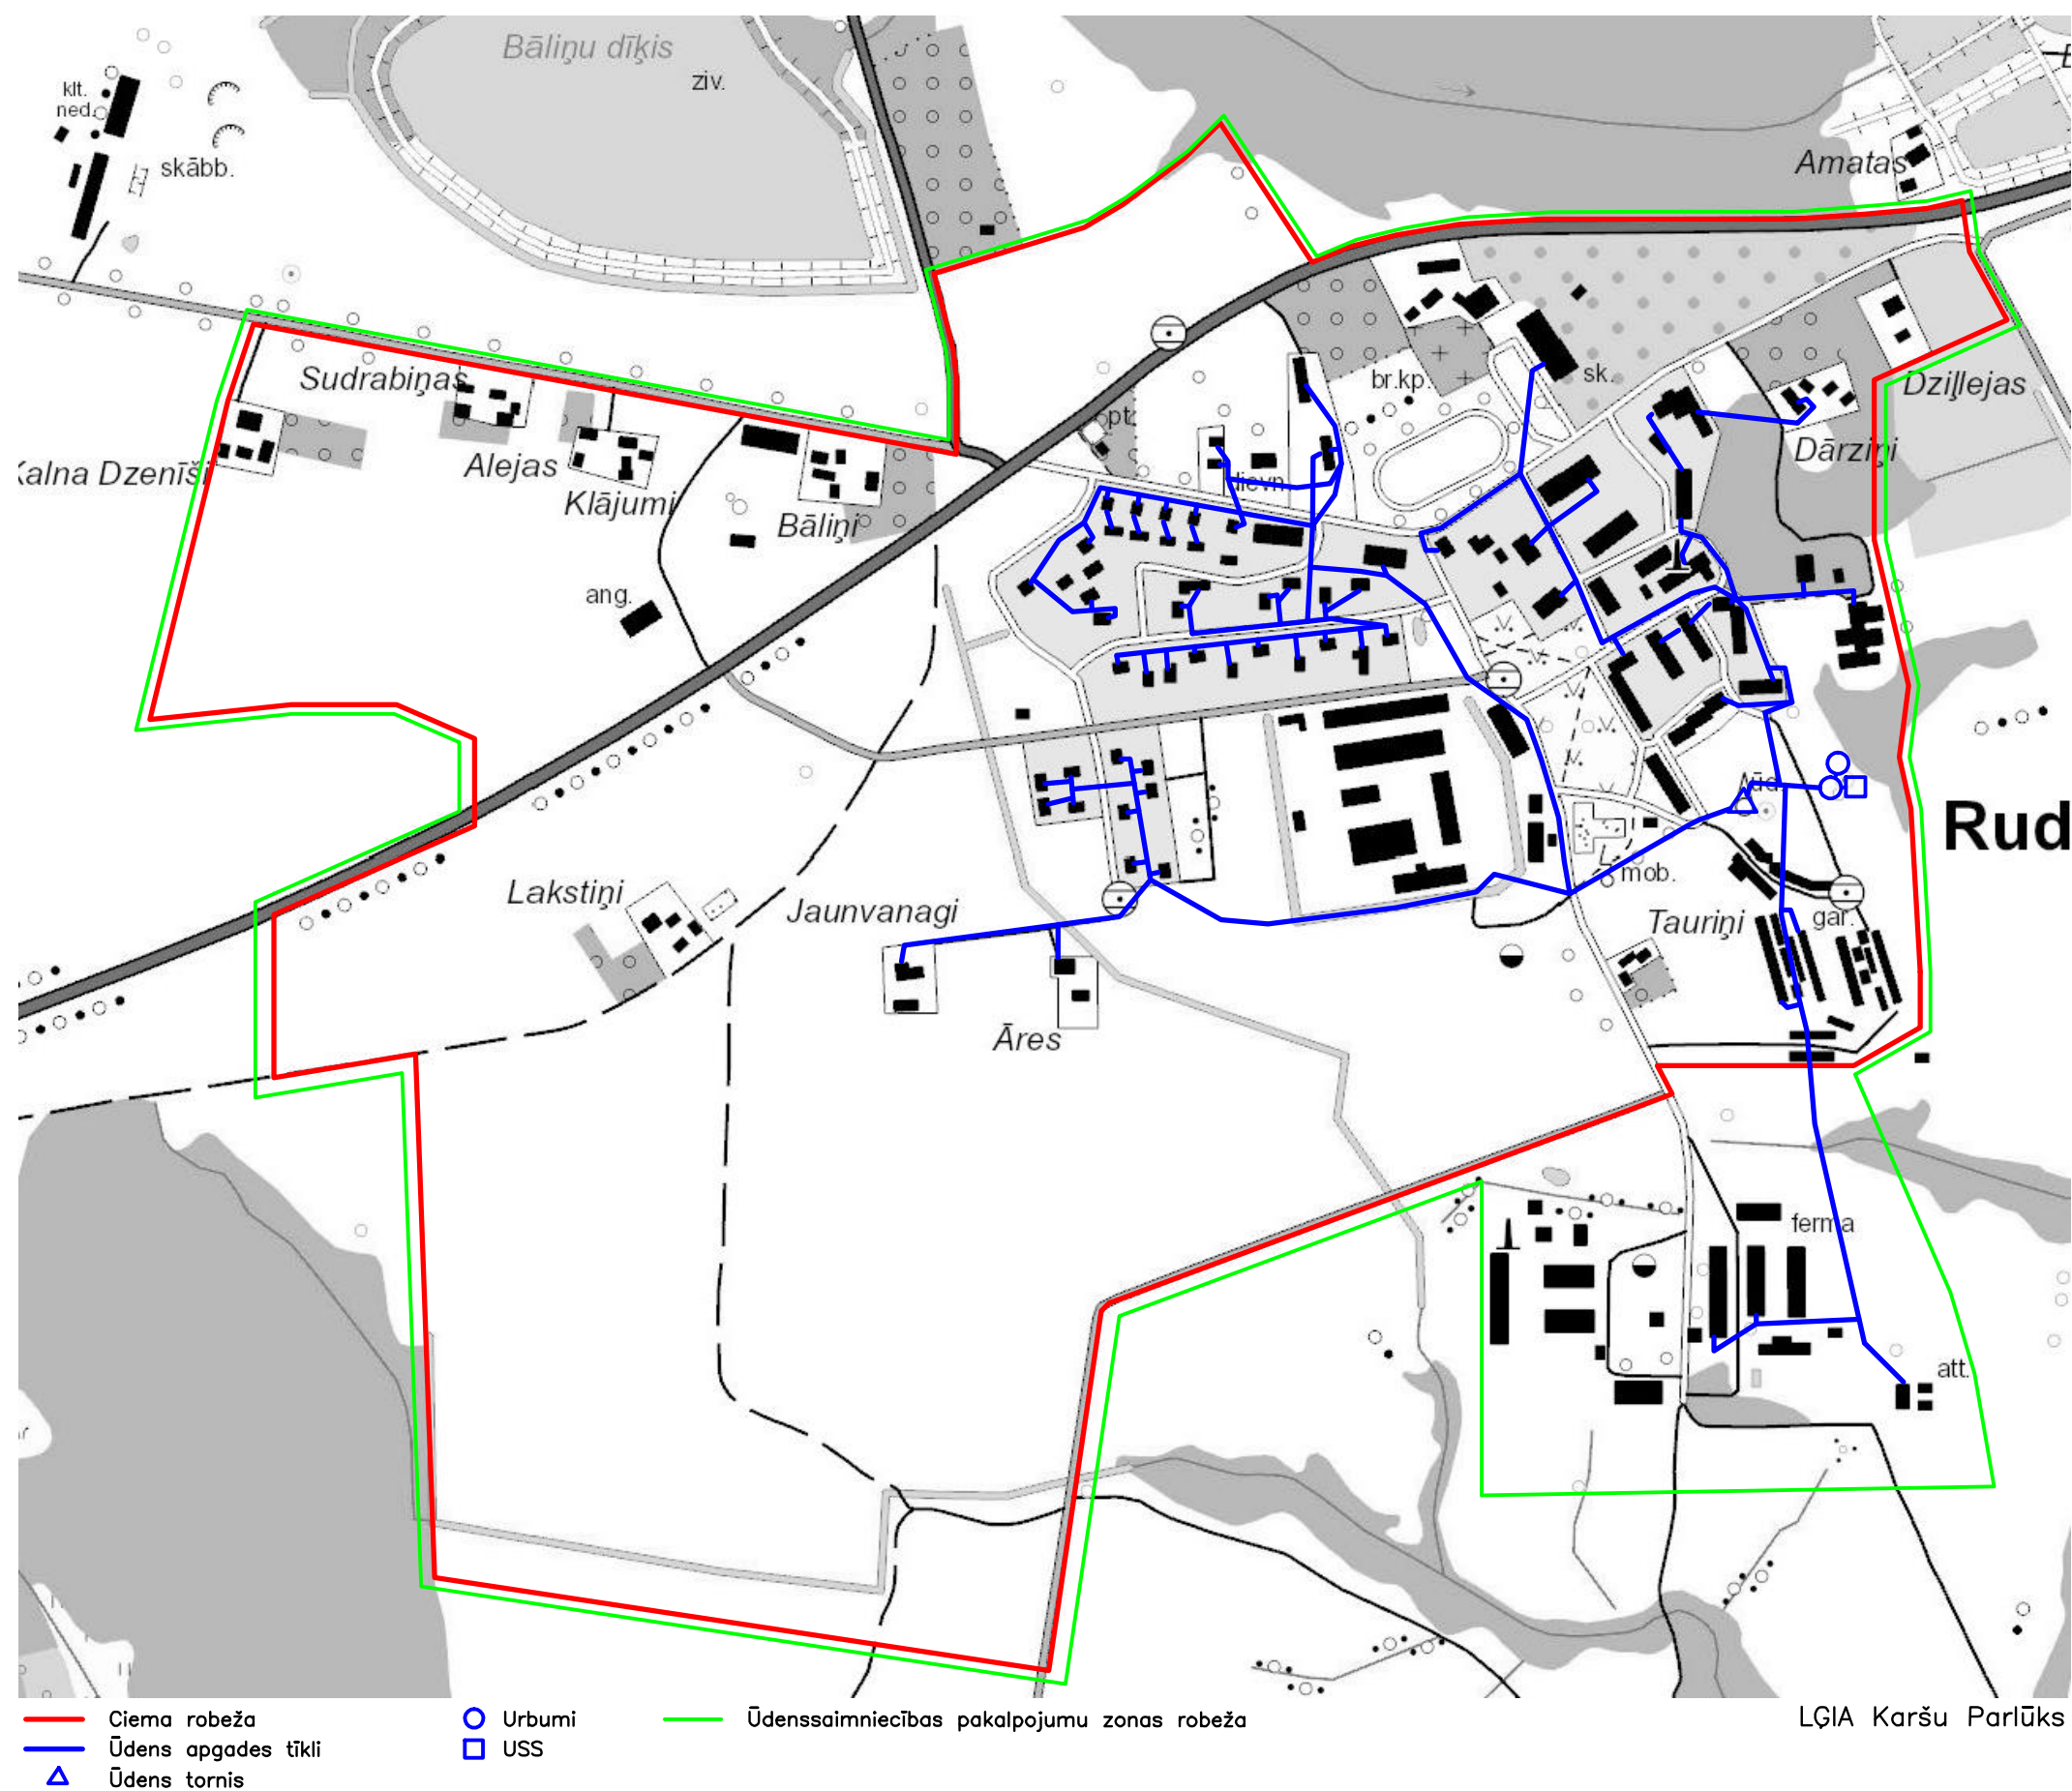 Bāliņu dīķis
ziv.
klt.
ned.
skābb.
Amatas
Sudrabiņas
br.kp.
sk.
Dziļlejas
pt.
Kalna Dzenīši
Alejas
Dārziņi
Klājumi
dievn.
Bāliņi
ang.
ūd.
Rud
Lakstiņi
mob.
Jaunvanagi
Tauriņi
gar.
Āres
ferma
att.
Ciema robeža
Urbumi
Ūdenssaimniecības pakalpojumu zonas robeža
LĢIA Karšu Parlūks
Ūdens apgades tīkli
USS
Ūdens tornis